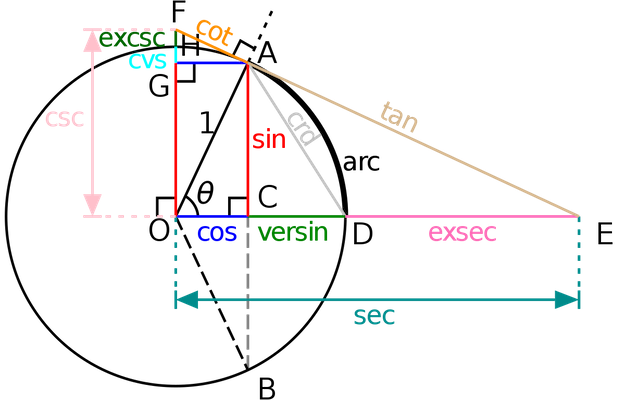 F
excsc
cot
H
A
cvs
G
csc
1
sin
crd
tan
arc
θ
C
O
cos
versin
D
exsec
E
sec
B